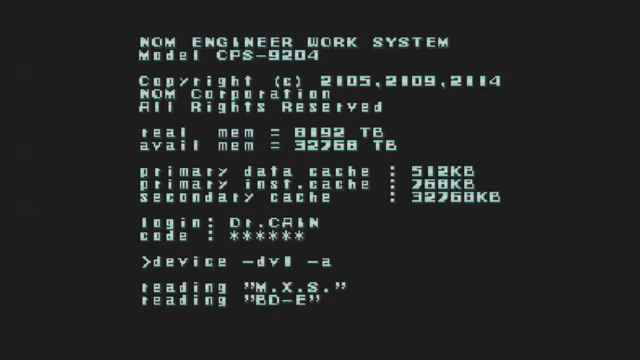 NOM ENGINEER WORK SYSTEM
Model CPS-9204
Copyright (c) 2105,2109,2114
NOM Corporation
All Rights Reserved
real mem = 8192 TB
avail mem = 32768 TB
primary data cache : 512KB
primary inst.cache : 768KB
secondary cache : 32768KB
login: Dr.CAIN
code : ******
>device -dv -a
reading "M.X.S."
reading "BD-E"